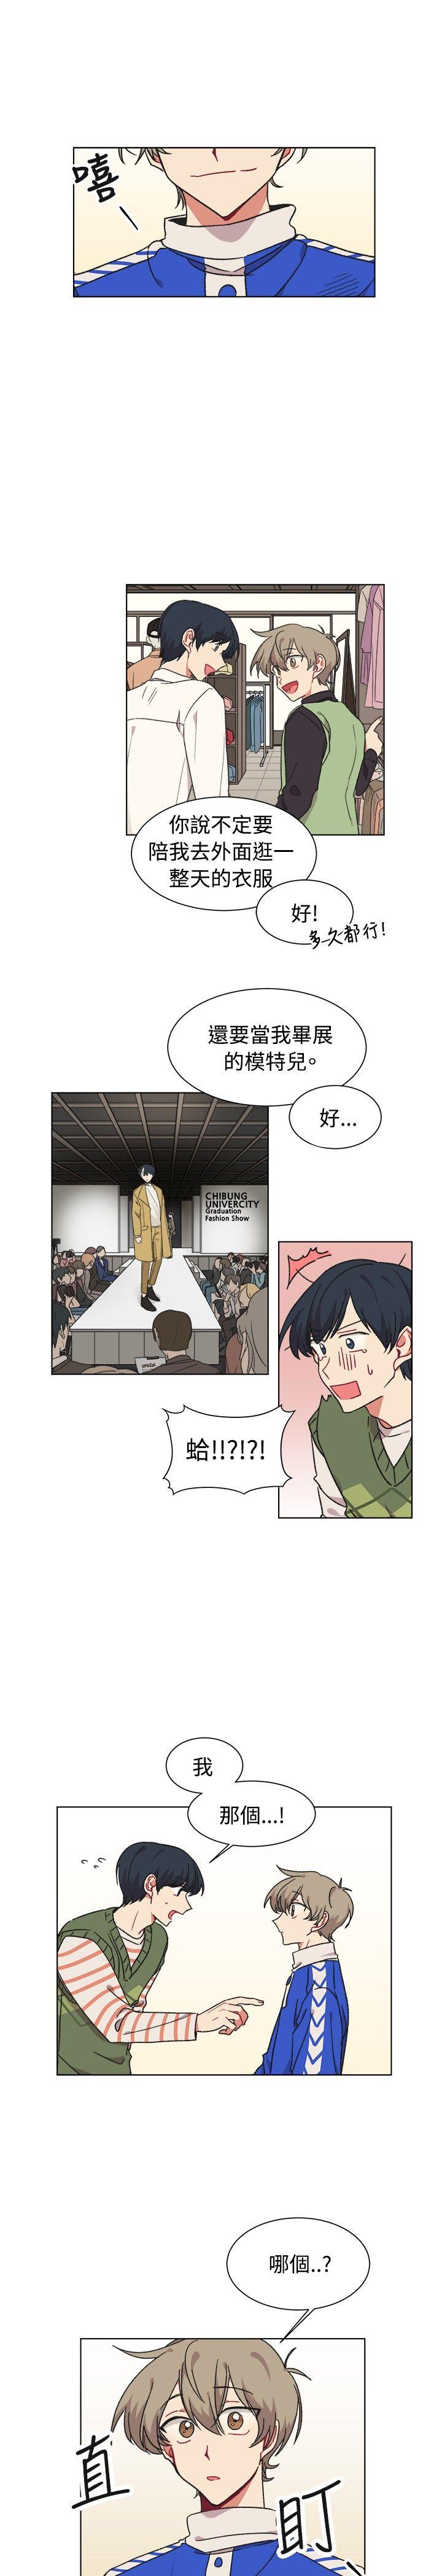 嘻
你說不定要
陪我去外面逛一
整天的衣服
好!
多久都行!
還要當我畢展
的模特兒。
好...
CHIBUNG
UNIVERCITY
Graduation
Fashion Show
蛤!!?!?!
我
那個...!
哪個..?
直
盯